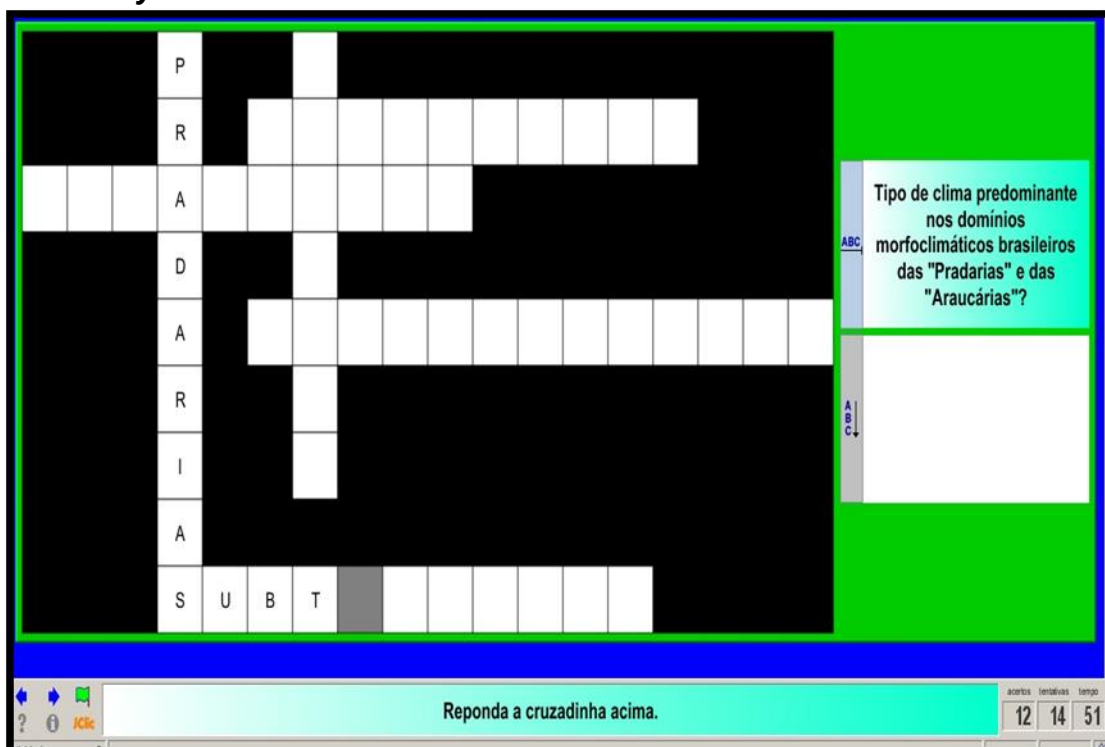 P
R
A
D
A
R
I
A
S U B T
ABC
Tipo de clima predominante
nos domínios
morfoclimáticos brasileiros
das "Pradarias" e das
"Araucárias"?
A
B
C
Reponda a cruzadinha acima.
JClic
acertos tentativas tempo
12 14 51